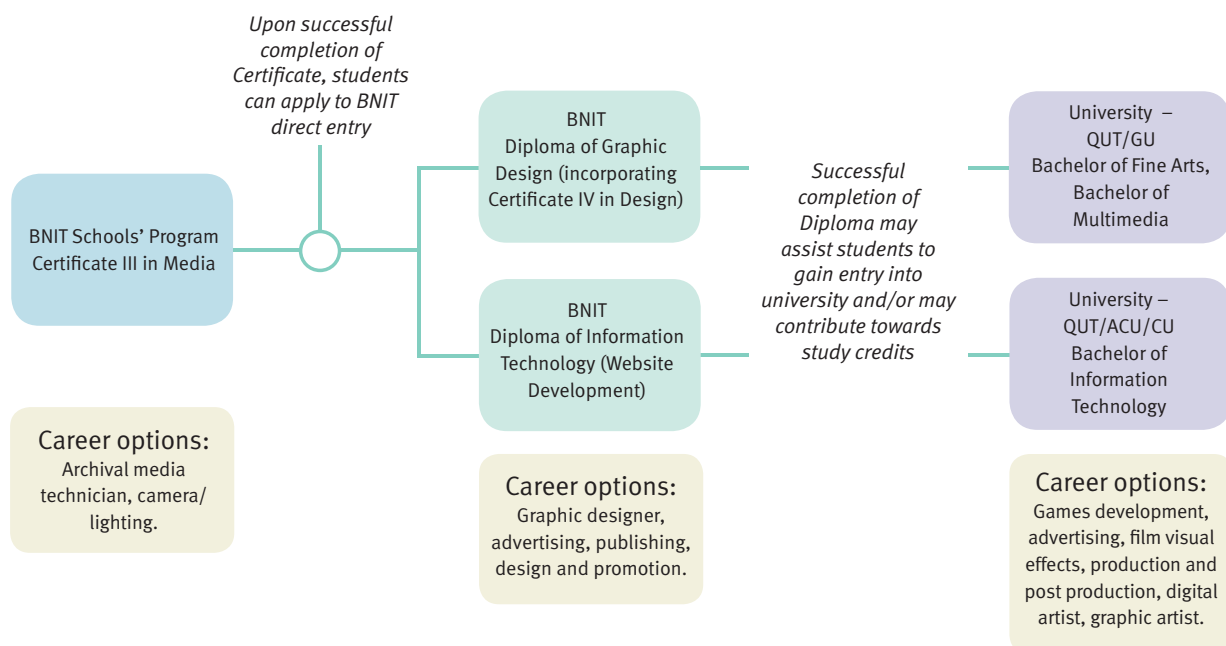 Upon successful
completion of
Certificate, students
can apply to BNIT
direct entry
BNIT Schools’ Program
Certificate III in Media
BNIT
Diploma of Graphic
Design (incorporating
Certificate IV in Design)
BNIT
Diploma of Information
Technology (Website
Development)
Successful
completion of
Diploma may
assist students to
gain entry into
university and/or may
contribute towards
study credits
University –
QUT/GU
Bachelor of Fine Arts,
Bachelor of
Multimedia
University –
QUT/ACU/CU
Bachelor of
Information
Technology
Career options:
Archival media
technician, camera/
lighting.
Career options:
Graphic designer,
advertising, publishing,
design and promotion.
Career options:
Games development,
advertising, film visual
effects, production and
post production, digital
artist, graphic artist.